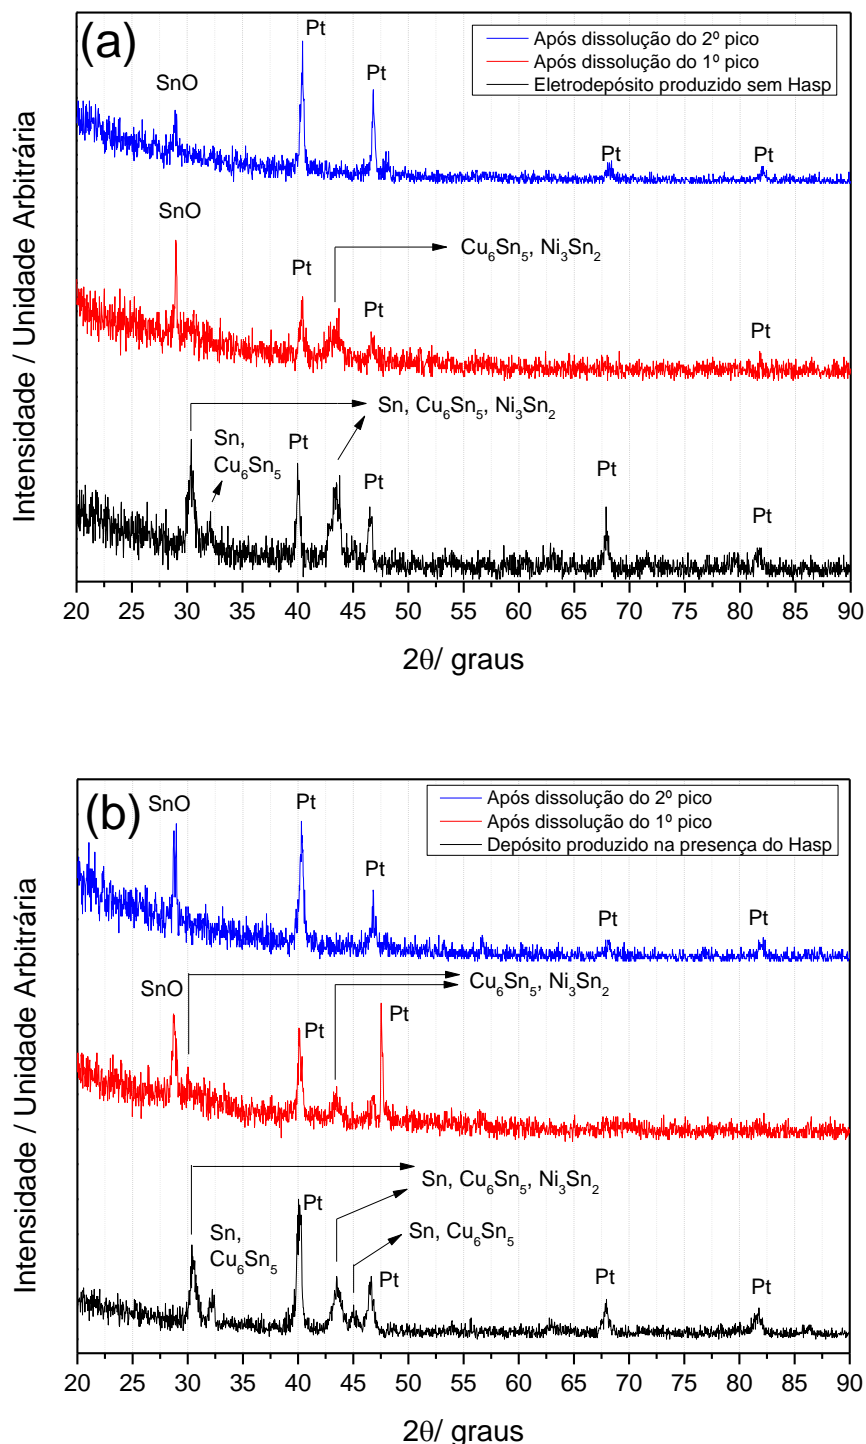 (a)
Após dissolução do 2º pico
Após dissolução do 1º pico
Eletrodepósito produzido sem Hasp
Pt
Pt
SnO
Pt
Pt
SnO
Cu6Sn5, Ni3Sn2
Pt
Pt
Pt
Sn, Cu6Sn5, Ni3Sn2
Sn,
Cu6Sn5
Pt
Pt
Pt
Pt
Intensidade / Unidade Arbitrária
20 25 30 35 40 45 50 55 60 65 70 75 80 85 90
2θ/ graus
(b)
Após dissolução do 2º pico
Após dissolução do 1º pico
Depósito produzido na presença do Hasp
SnO
Pt
Pt
Pt
Pt
Cu6Sn5, Ni3Sn2
SnO
Pt
Pt
Sn, Cu6Sn5, Ni3Sn2
Pt
Sn,
Cu6Sn5
Sn, Cu6Sn5
Pt
Pt
Pt
Intensidade / Unidade Arbitrária
20 25 30 35 40 45 50 55 60 65 70 75 80 85 90
2θ/ graus